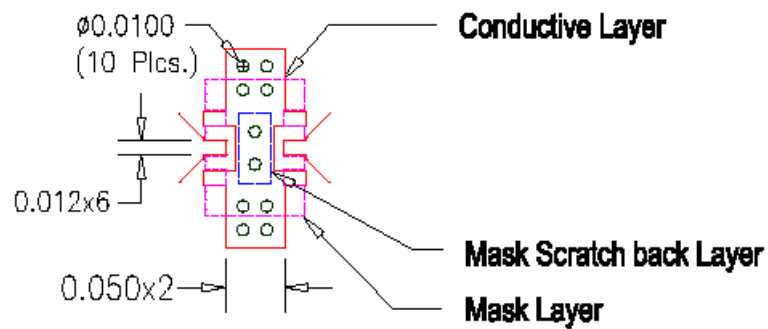 ø0.0100
(10 Plcs.)
Conductive Layer
0.012x6
0.050x2
Mask Scratch back Layer
Mask Layer